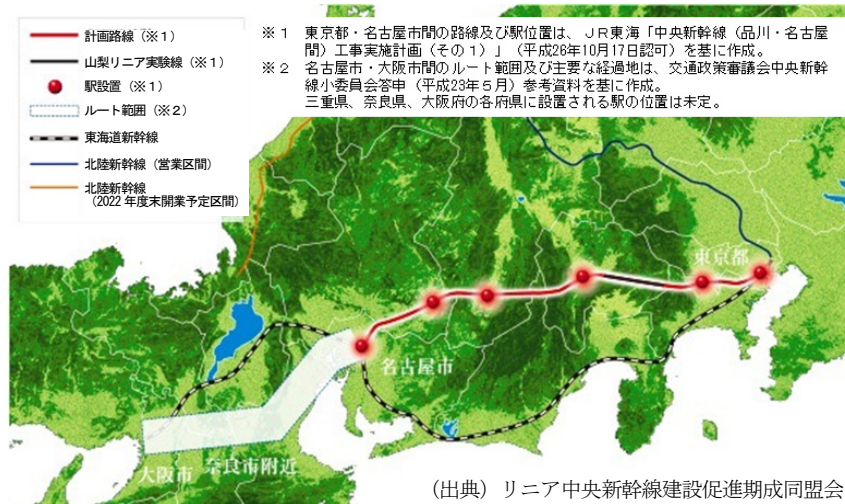 計画路線（※１）
山梨リニア実験線（※１）
駅設置（※１）
ルート範囲（※２）
東海道新幹線
北陸新幹線（営業区間）
北陸新幹線
（2022 年度末開業予定区間）
※１　東京都・名古屋市間の路線及び駅位置は、ＪＲ東海「中央新幹線（品川・名古屋
間）工事実施計画（その１）」（平成26年10月17日認可）を基に作成。
※２　名古屋市・大阪市間のルート範囲及び主要な経過地は、交通政策審議会中央新幹
線小委員会答申（平成23年５月）参考資料を基に作成。
三重県、奈良県、大阪府の各府県に設置される駅の位置は未定。
東京都
名古屋市
奈良市附近
大阪市
（出典）リニア中央新幹線建設促進期成同盟会